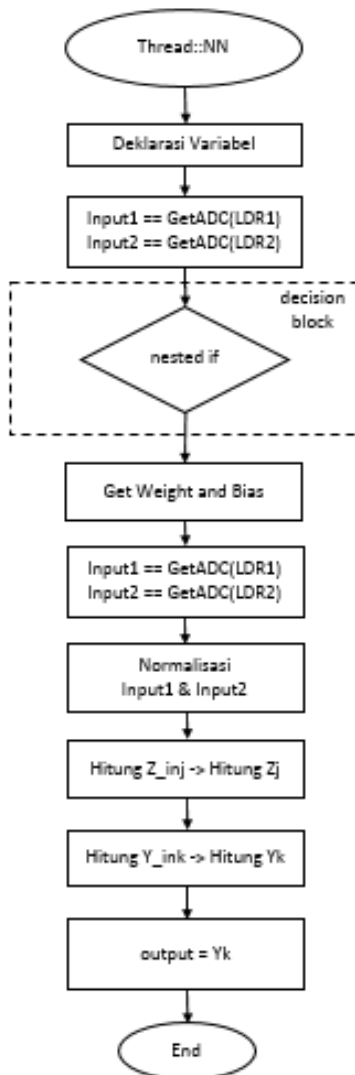 Thread::NN
Deklarasi Variabel
Input1 == GetADC(LDR1)
Input2 == GetADC(LDR2)
decision
block
nested if
Get Weight and Bias
Input1 == GetADC(LDR1)
Input2 == GetADC(LDR2)
Normalisasi
Input1 & Input2
Hitung Z_inj -> Hitung Zj
Hitung Y_ink -> Hitung Yk
output = Yk
End